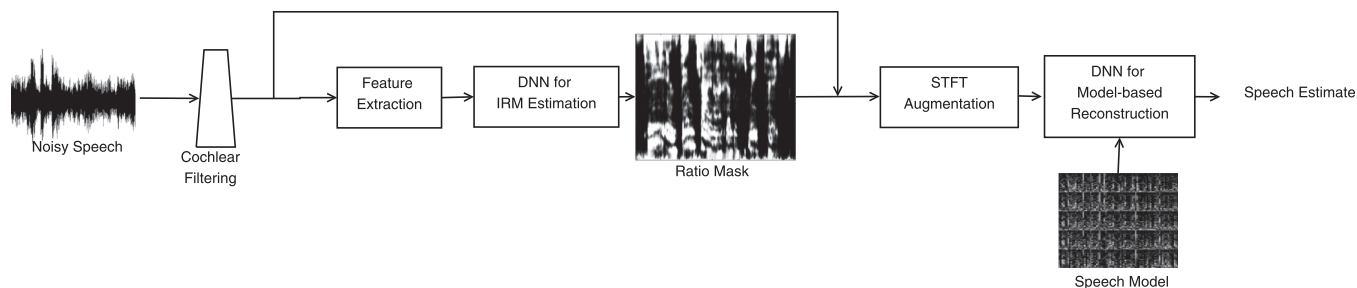 Noisy Speech
Cochlear
Filtering
Feature
Extraction
DNN for
IRM Estimation
Ratio Mask
STFT
Augmentation
DNN for
Model-based
Reconstruction
Speech Model
Speech Estimate